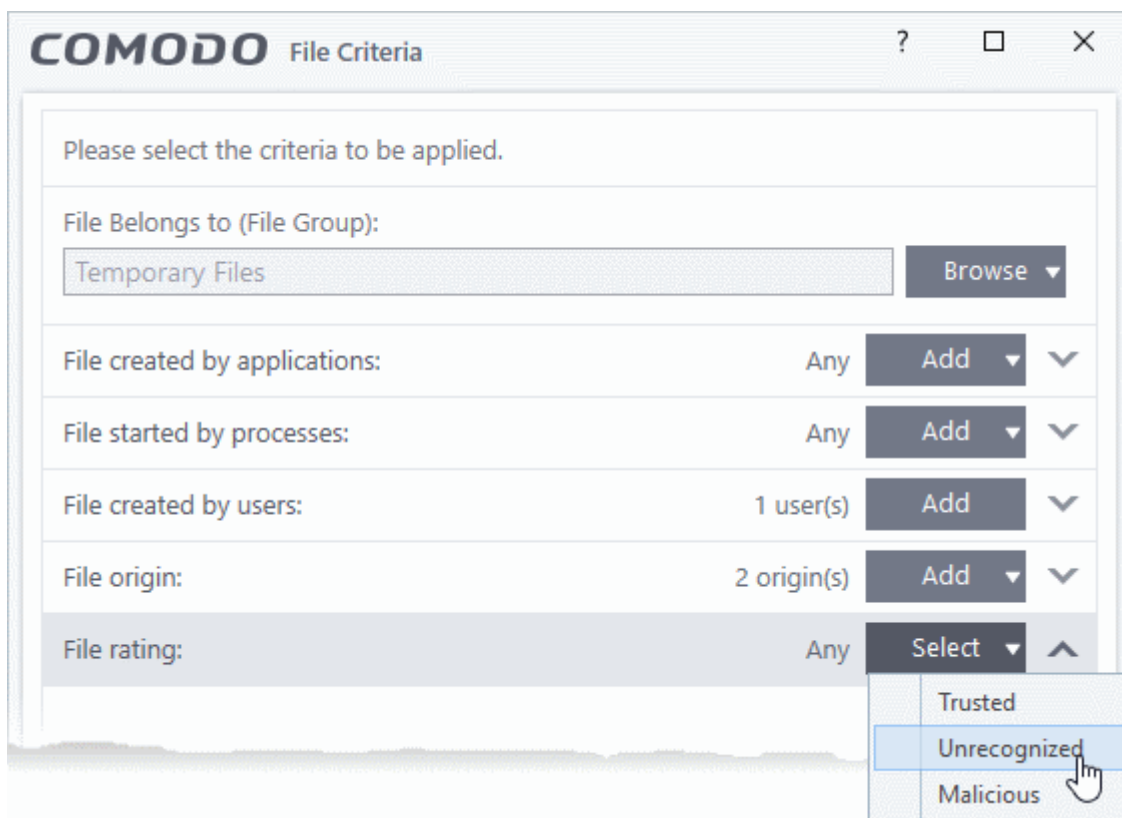 COMODO File Criteria ?
Please select the criteria to be applied.
File Belongs to (File Group):
Temporary Files Browse
File created by applications: Any Add
File started by processes: Any Add
File created by users: 1 user(s) Add
File origin: 2 origin(s) Add
File rating: Any Select
Trusted
Unrecognized
Malicious